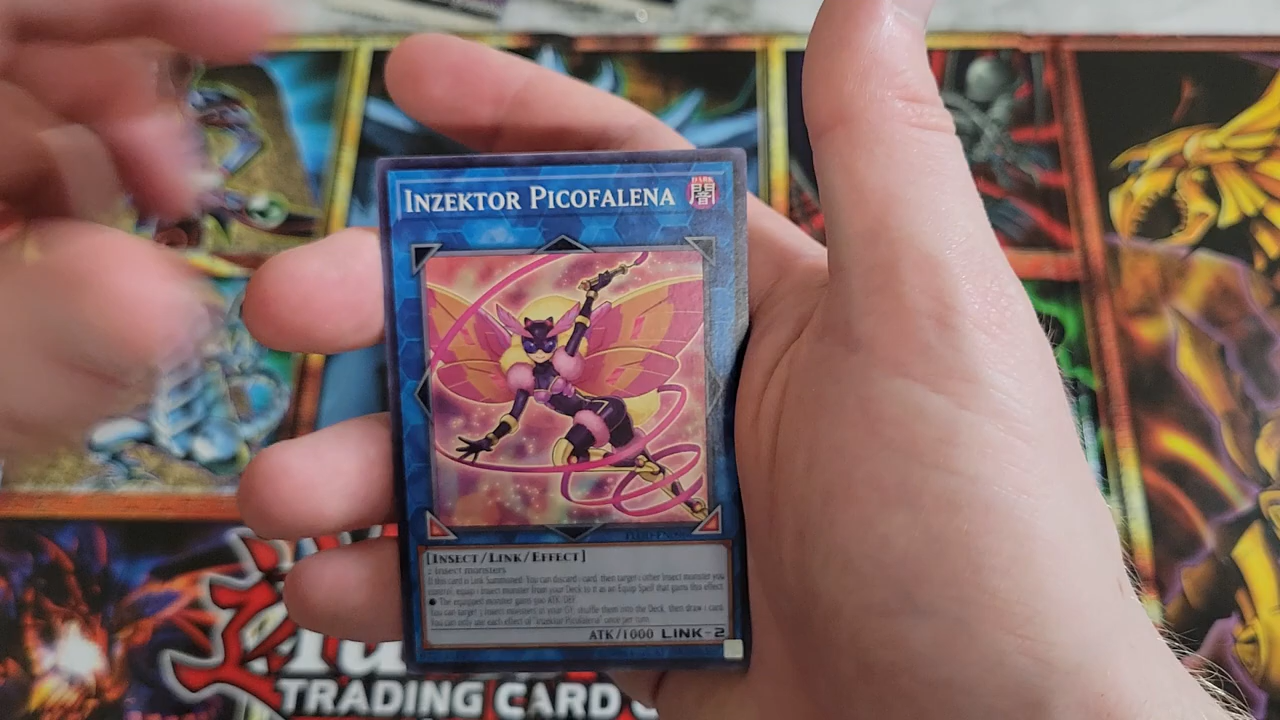 INZEKTOR PICOFALENA
DARK
闇
[INSECT/LINK/EFFECT]
2 Insect monsters
If this card is Link Summoned: You can discard 1 card, then target 1 other Insect monster you
control; equip 1 Insect monster from your Deck to it as an Equip Spell that gains this effect.
● The equipped monster gains 500 ATK/DEF.
You can target 3 Insect monsters in your GY; shuffle them into the Deck, then draw 1 card.
You can only use each effect of "Inzektor Picofalena" once per turn.
ATK/1000 LINK-2
TRADING CARD